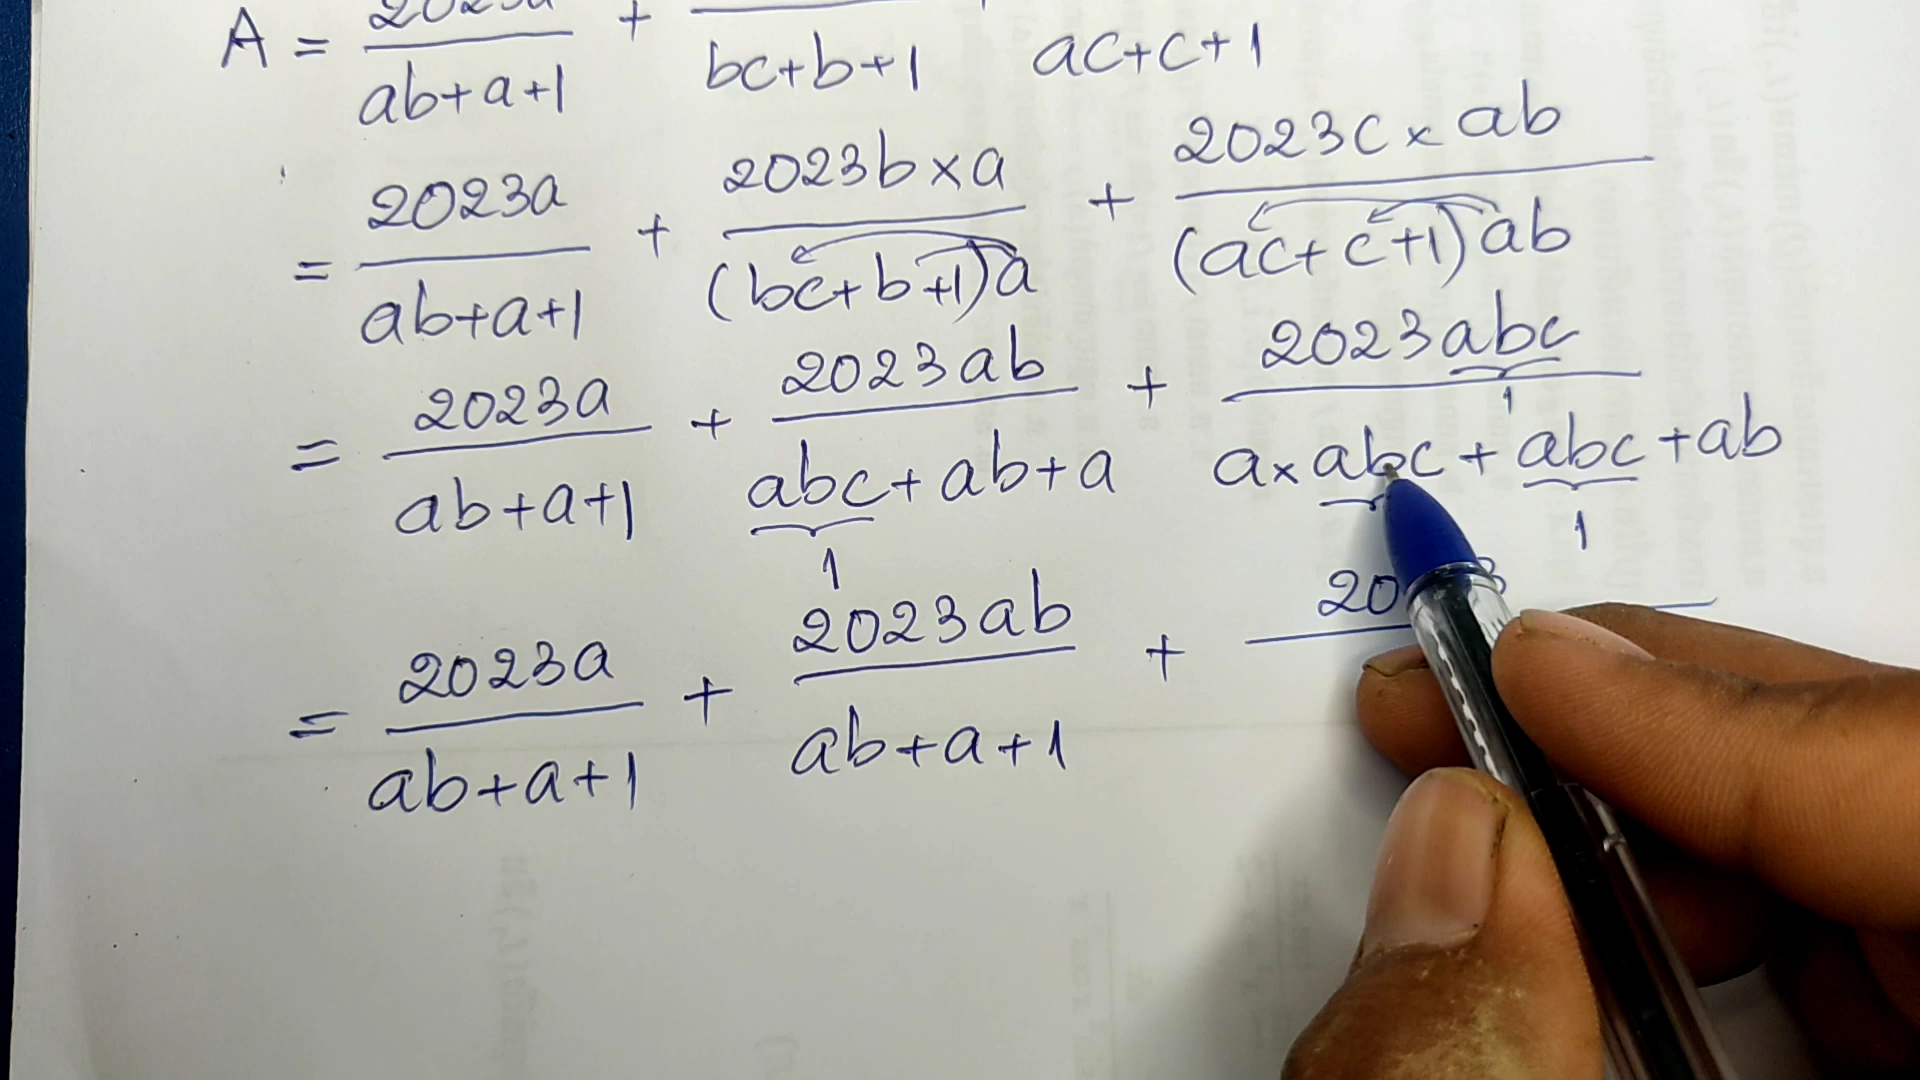 A = 2023a/ab+a+1 + /bc+b+1 /ac+c+1
= 2023a/ab+a+1 + 2023b×a/(bc+b+1)a + 2023c×ab/(ac+c+1)ab
= 2023a/ab+a+1 + 2023ab/abc+ab+a + 2023abc/a×abc+abc+ab
1 1 1
= 2023a/ab+a+1 + 2023ab/ab+a+1 + 20 3